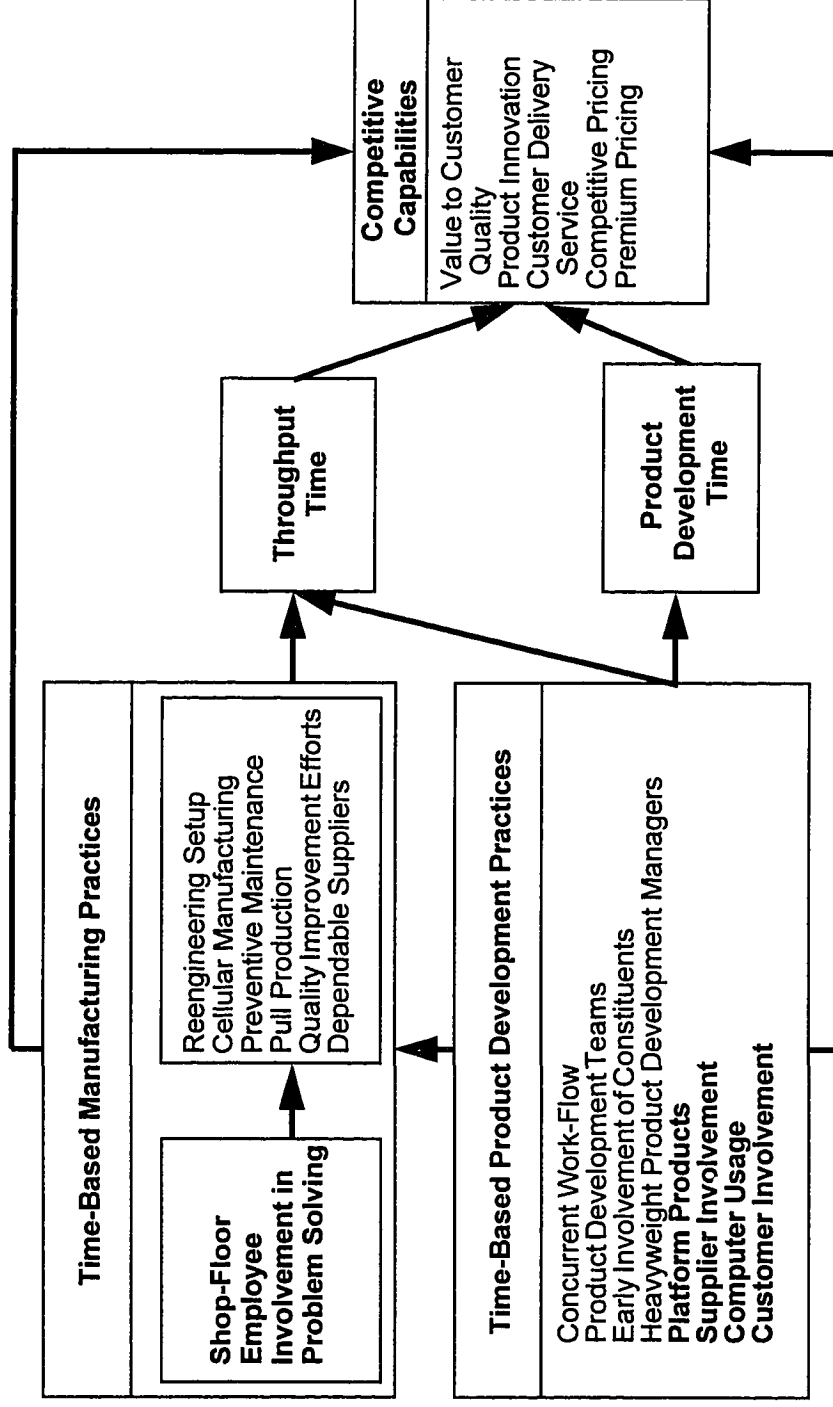 Time-Based Manufacturing Practices
Shop-Floor
Employee
Involvement in
Problem Solving
Reengineering Setup
Cellular Manufacturing
Preventive Maintenance
Pull Production
Quality Improvement Efforts
Dependable Suppliers
Time-Based Product Development Practices
Concurrent Work-Flow
Product Development Teams
Early Involvement of Constituents
Heavyweight Product Development Managers
Platform Products
Supplier Involvement
Computer Usage
Customer Involvement
Throughput
Time
Product
Development
Time
Competitive
Capabilities
Value to Customer
Quality
Product Innovation
Customer Delivery
Service
Competitive Pricing
Premium Pricing